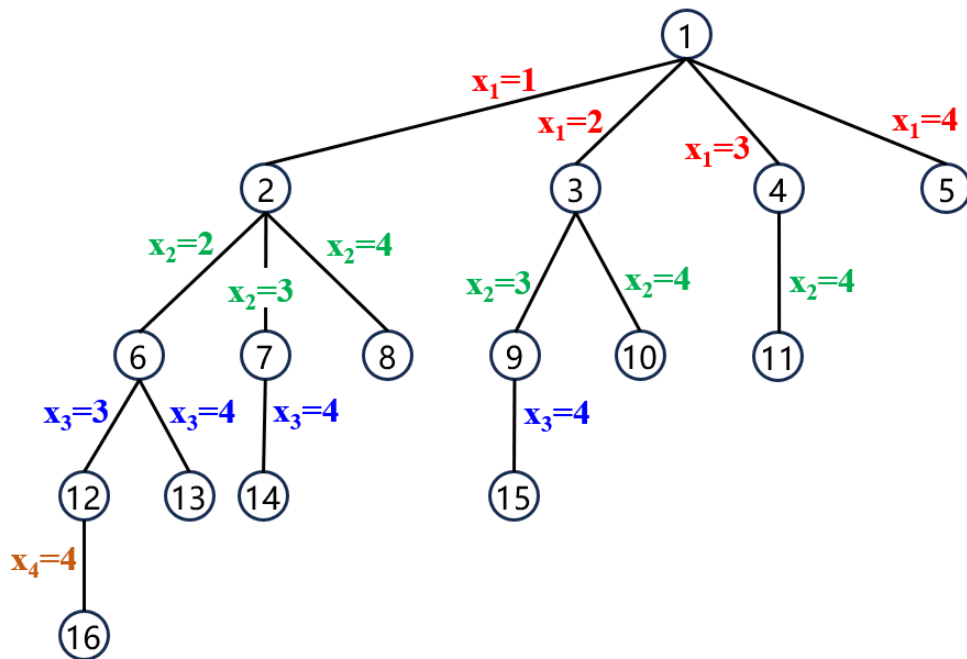 1
x₁=1
x₁=2
x₁=3
x₁=4
2
3
4
5
x₂=2
x₂=3
x₂=4
x₂=3
x₂=4
x₂=4
6
7
8
9
10
11
x₃=3
x₃=4
x₃=4
x₃=4
12
13
14
15
x₄=4
16